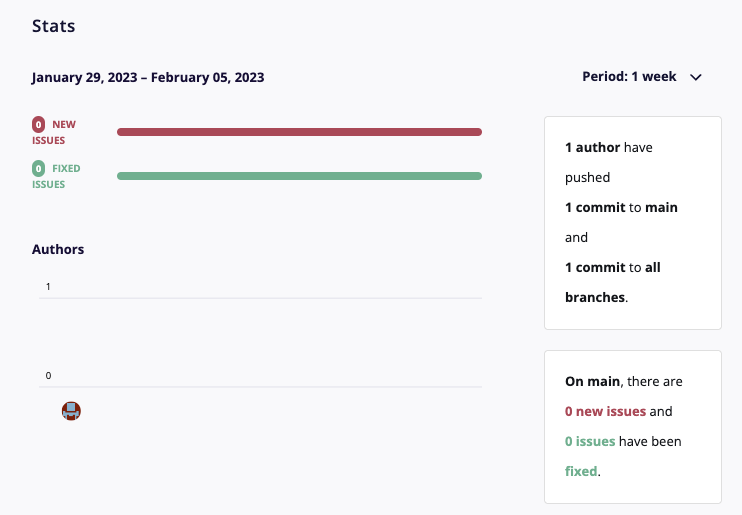 Stats
January 29, 2023 – February 05, 2023
Period: 1 week
0 NEW
ISSUES
0 FIXED
ISSUES
Authors
1
0
1 author have
pushed
1 commit to main
and
1 commit to all
branches.
On main, there are
0 new issues and
0 issues have been
fixed.